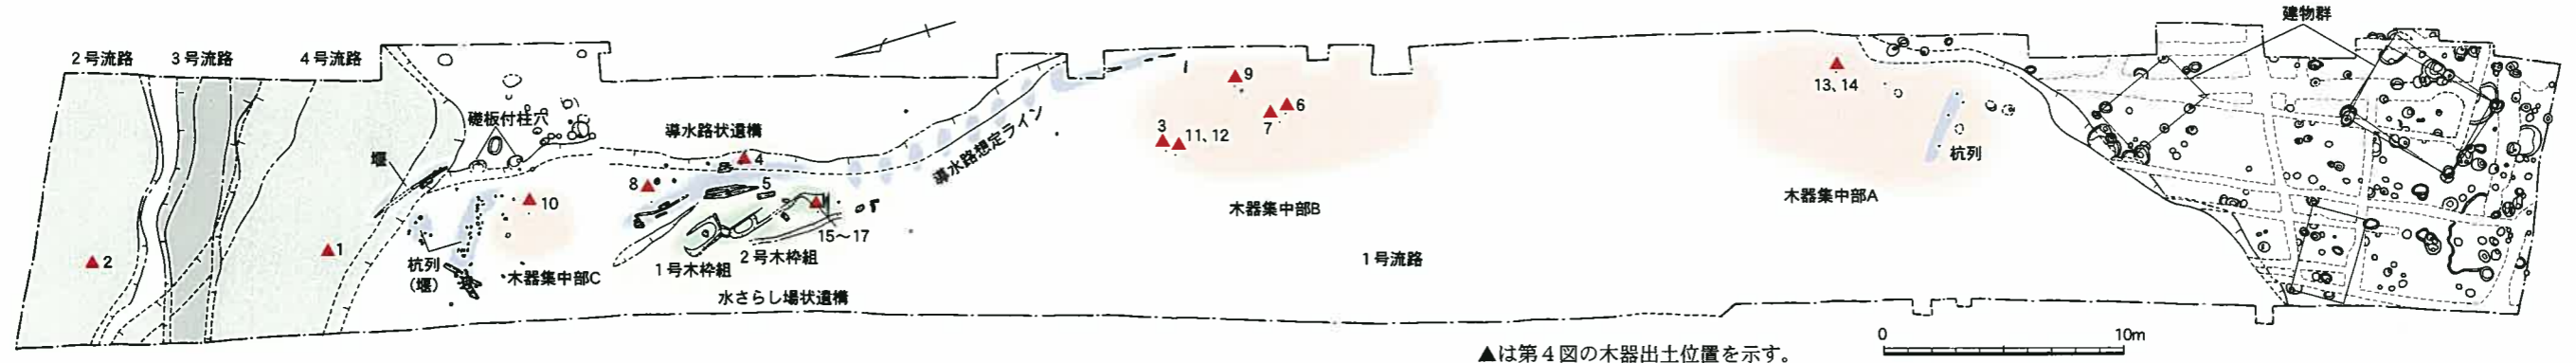 2号流路
3号流路
4号流路
建物群
礎板付柱穴
堰
導水路状遺構
導水路想定ライン
杭列
(堰)
木器集中部C
1号木枠組
2号木枠組
水さらし場状遺構
木器集中部B
1号流路
木器集中部A
杭列
2
1
10
8
4
5
15〜17
9
6
7
3
11、12
13、14
0
10m
▲は第4図の木器出土位置を示す。